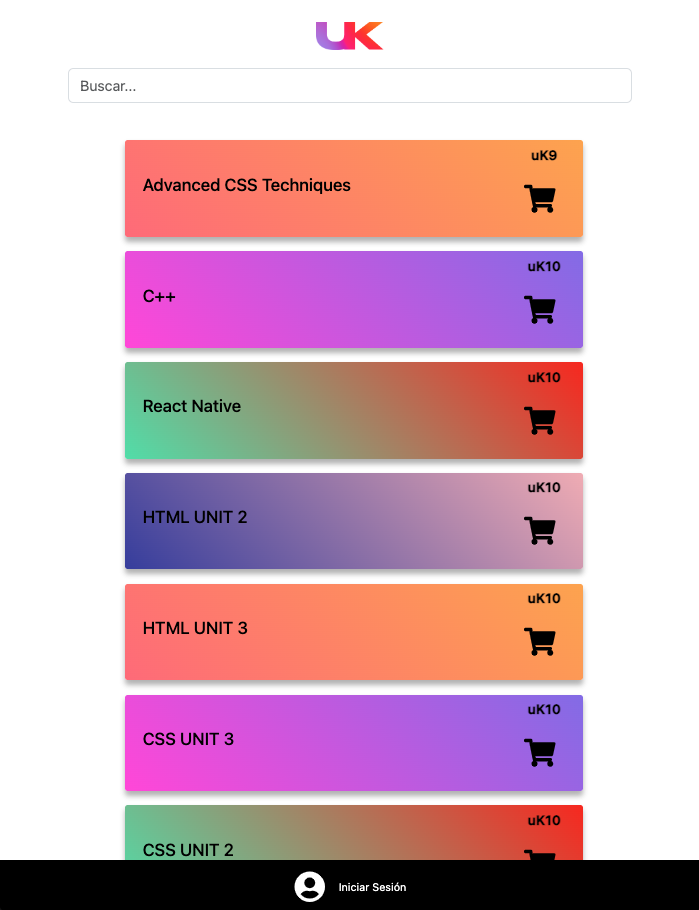 UK
Buscar...
uK9
Advanced CSS Techniques
uK10
C++
uK10
React Native
uK10
HTML UNIT 2
uK10
HTML UNIT 3
uK10
CSS UNIT 3
uK10
CSS UNIT 2
Iniciar Sesión